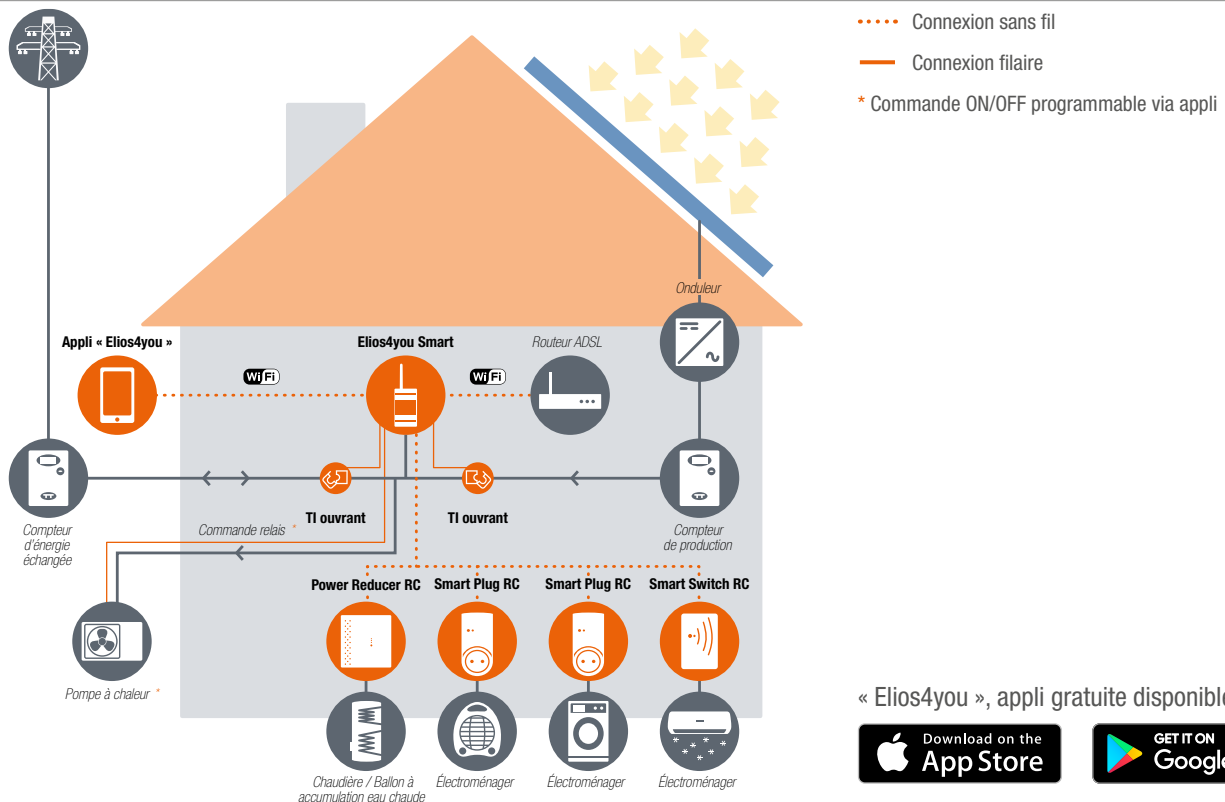 Connexion sans fil
Connexion filaire
* Commande ON/OFF programmable via appli
Onduleur
Appli « Elios4you »
Elios4you Smart
Routeur ADSL
WiFi
WiFi
TI ouvrant
TI ouvrant
Commande relais *
Compteur
d'énergie
échangée
Compteur
de production
Power Reducer RC
Smart Plug RC
Smart Plug RC
Smart Switch RC
Pompe à chaleur *
Chaudière / Ballon à
accumulation eau chaude
Électroménager
Électroménager
Électroménager
« Elios4you », appli gratuite disponible
Download on the
App Store
GET IT ON
Google